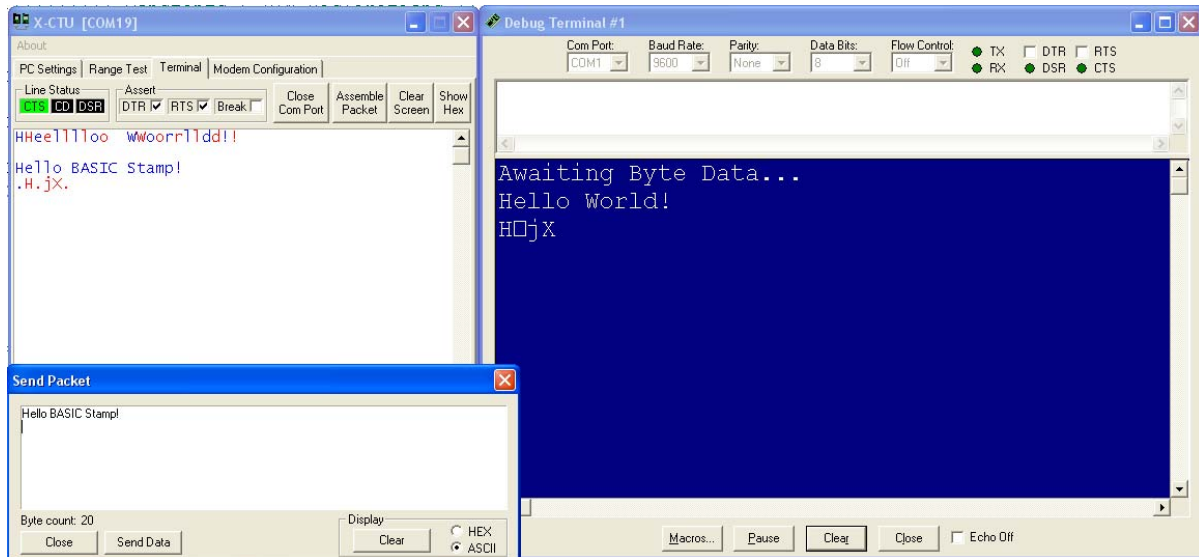 X-CTU [COM19]
About
PC Settings
Range Test
Terminal
Modem Configuration
Line Status
CTS CD DSR
Assert
DTR RTS Break
Close Com Port
Assemble Packet
Clear Screen
Show Hex
HHeelllloo  WWoorrlldd!!
Hello BASIC Stamp!
.H.jX.
Send Packet
Hello BASIC Stamp!
Byte count: 20
Close
Send Data
Display
Clear
HEX
ASCII
Debug Terminal #1
Com Port:
COM1
Baud Rate:
9600
Parity:
None
Data Bits:
8
Flow Control:
Off
TX DTR RTS
RX DSR CTS
Awaiting Byte Data...
Hello World!
H□jX
Macros...
Pause
Clear
Close
Echo Off